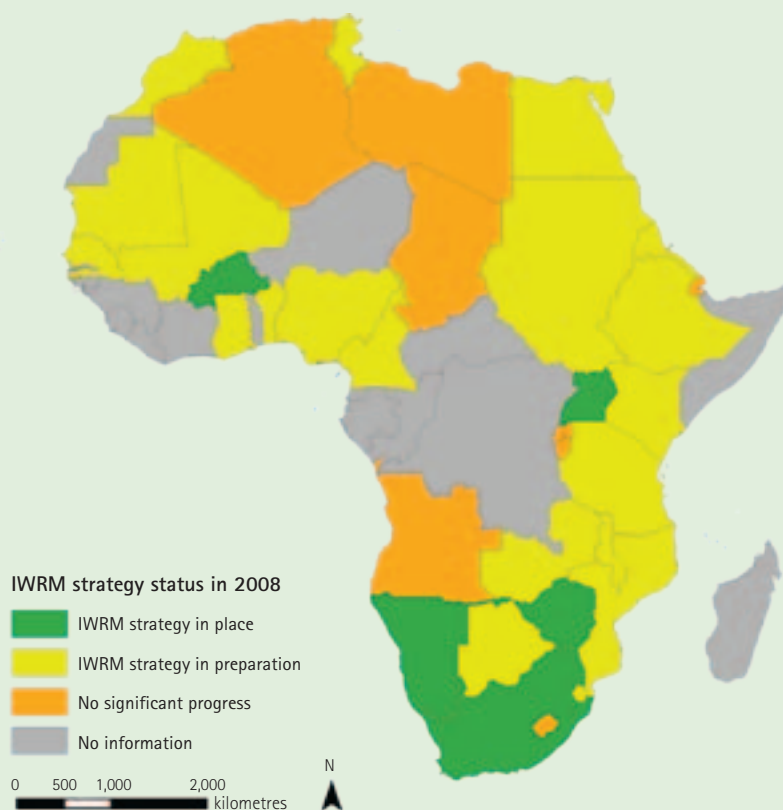 IWRM strategy status in 2008
IWRM strategy in place
IWRM strategy in preparation
No significant progress
No information
0 500 1,000 2,000
kilometres
N